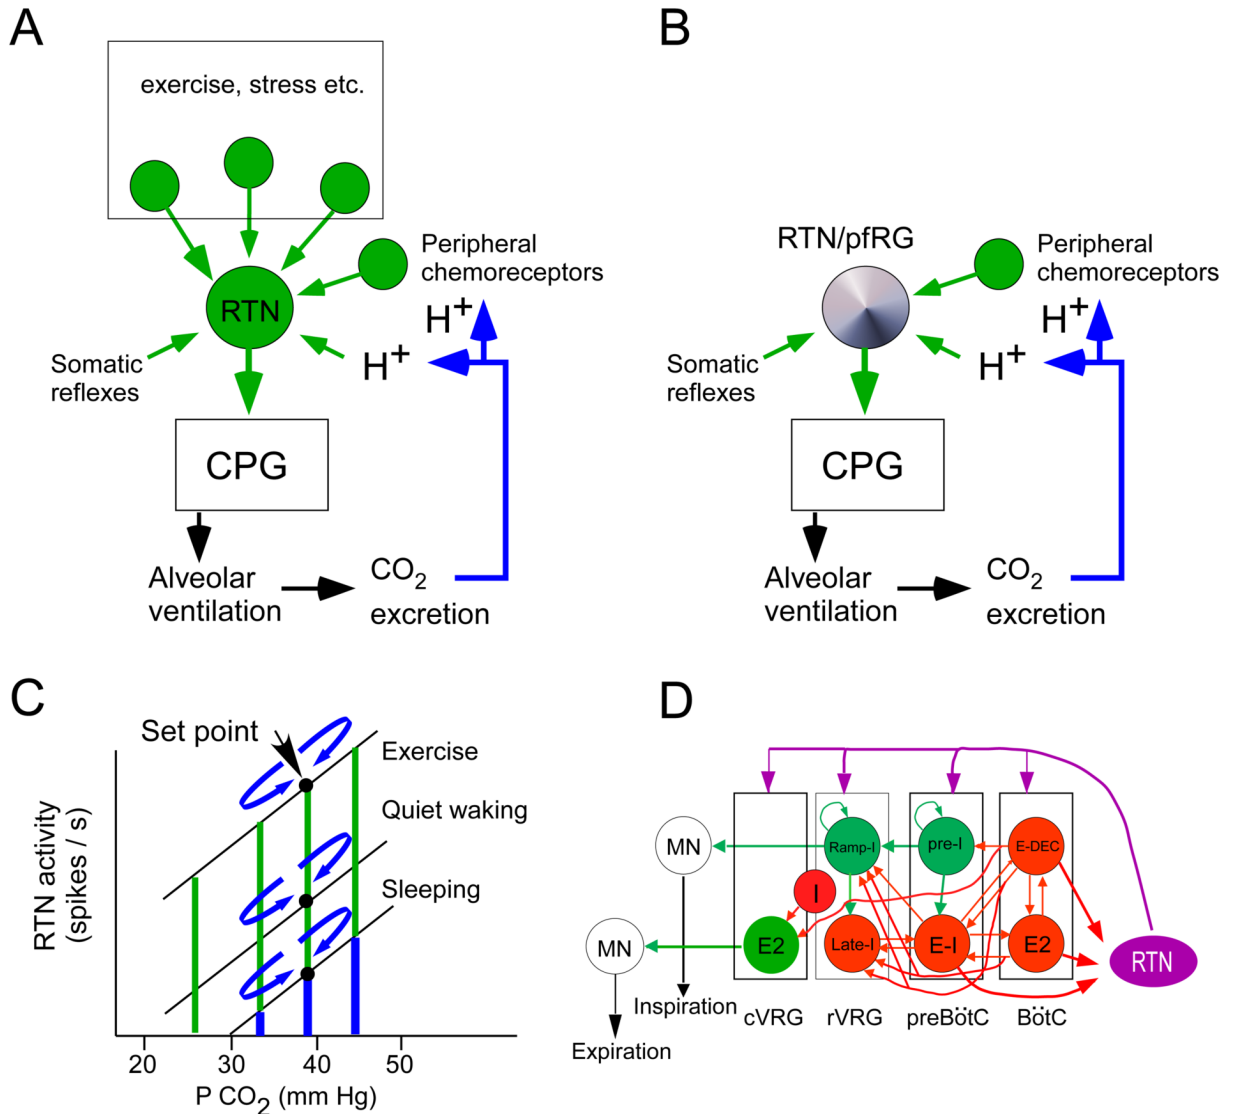 A
exercise, stress etc.
RTN
Peripheral
chemoreceptors
H+
H+
Somatic
reflexes
CPG
Alveolar
ventilation
CO2
excretion
B
RTN/pfRG
Peripheral
chemoreceptors
H+
H+
Somatic
reflexes
CPG
Alveolar
ventilation
CO2
excretion
C
Set point
Exercise
Quiet waking
Sleeping
RTN activity
(spikes / s)
20 30 40 50
P CO2 (mm Hg)
D
MN Ramp-I pre-I E-DEC
I
MN E2 Late-I E-I E2 RTN
Inspiration
cVRG rVRG preBötC BötC
Expiration